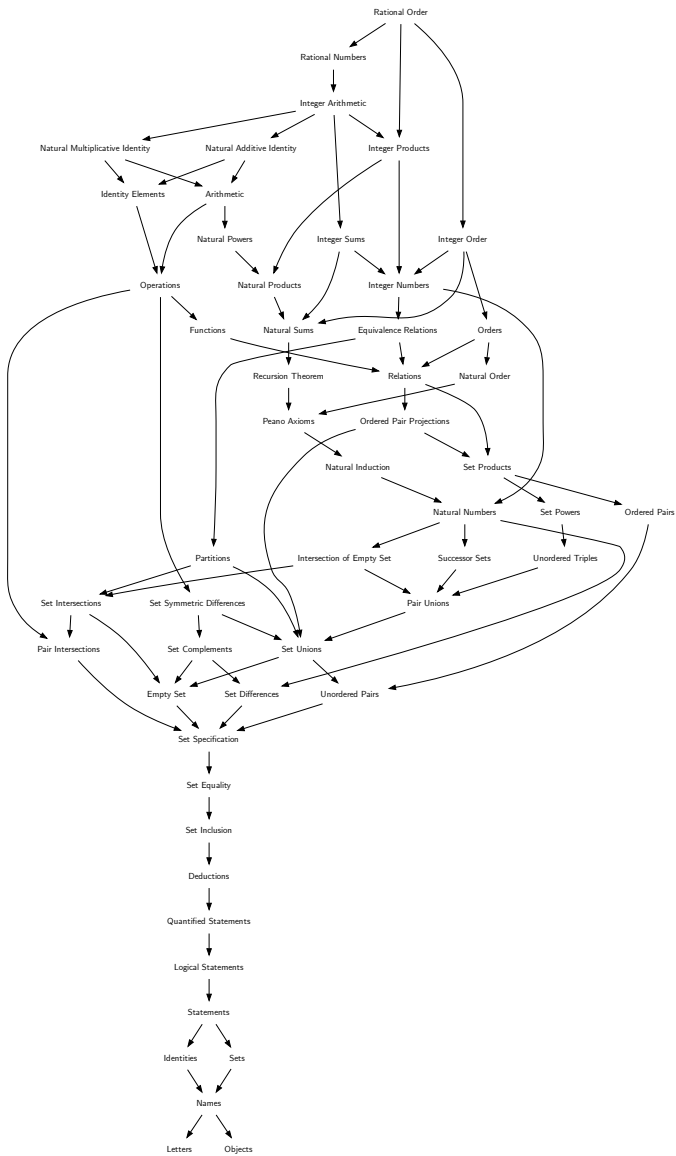 Rational Order
Rational Numbers
Integer Arithmetic
Natural Multiplicative Identity
Natural Additive Identity
Integer Products
Identity Elements
Arithmetic
Natural Powers
Integer Sums
Integer Order
Operations
Natural Products
Integer Numbers
Functions
Natural Sums
Equivalence Relations
Orders
Recursion Theorem
Relations
Natural Order
Peano Axioms
Ordered Pair Projections
Natural Induction
Set Products
Natural Numbers
Set Powers
Ordered Pairs
Partitions
Intersection of Empty Set
Successor Sets
Unordered Triples
Set Intersections
Set Symmetric Differences
Pair Unions
Pair Intersections
Set Complements
Set Unions
Empty Set
Set Differences
Unordered Pairs
Set Specification
Set Equality
Set Inclusion
Deductions
Quantified Statements
Logical Statements
Statements
Identities
Sets
Names
Letters
Objects